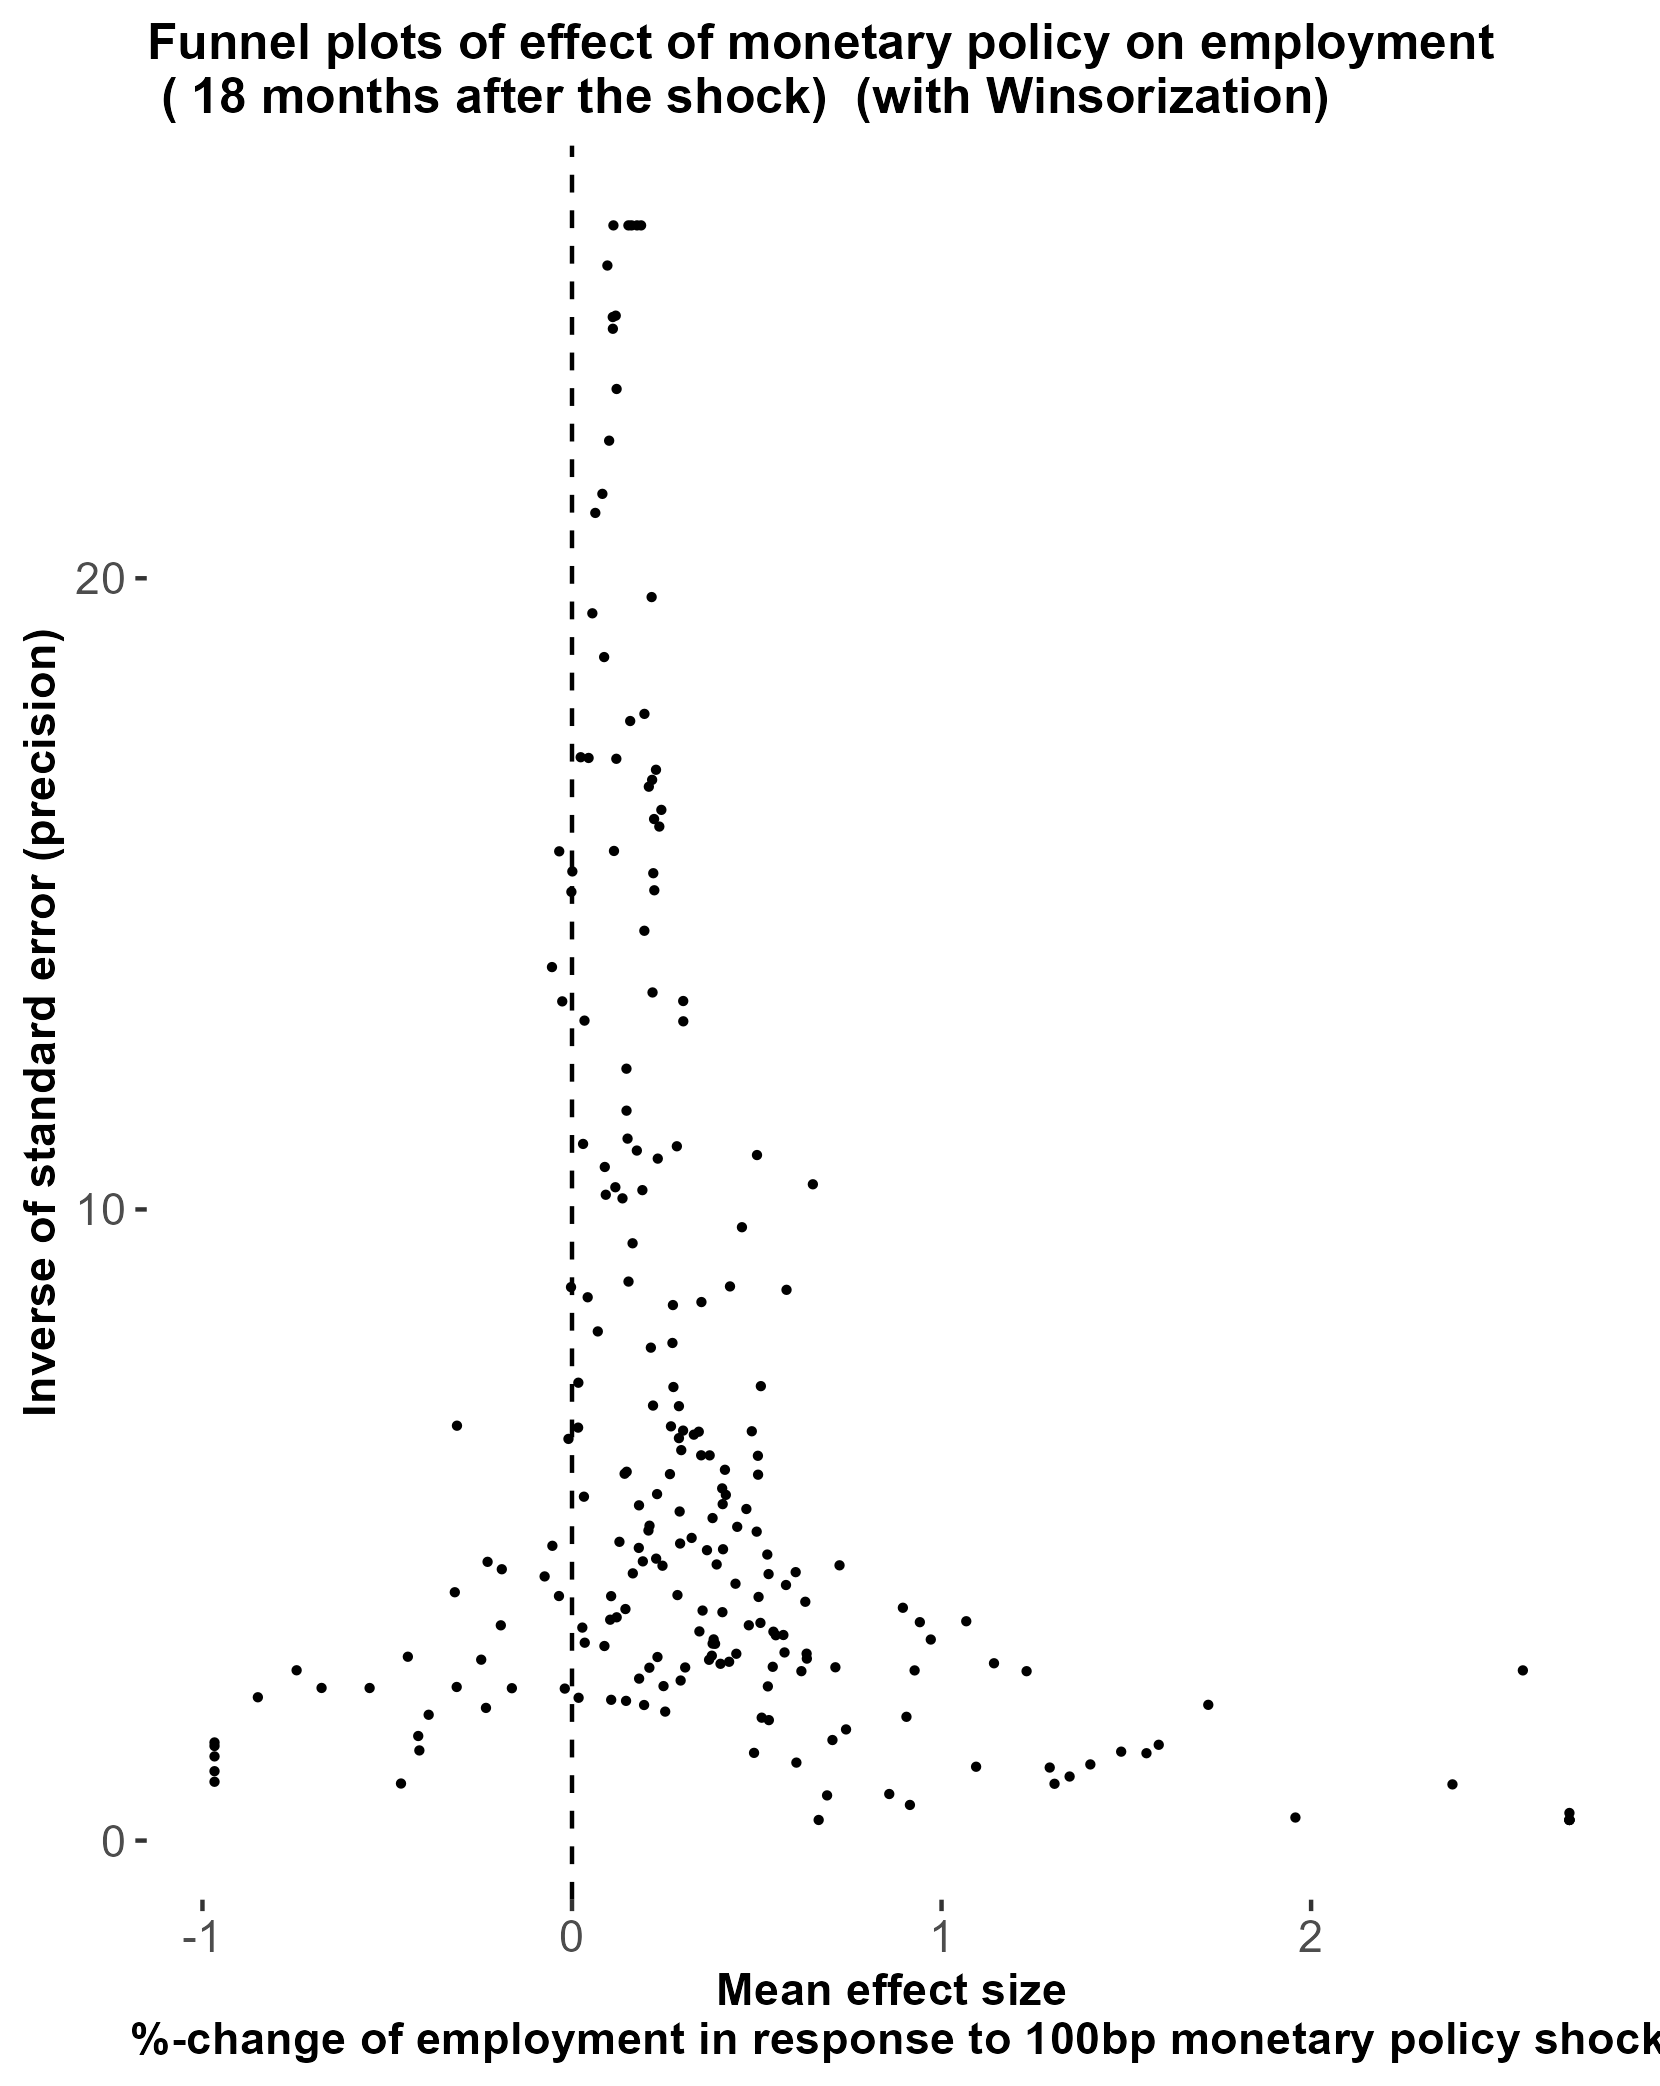 Funnel plots of effect of monetary policy on employment
( 18 months after the shock)  (with Winsorization)
20
10
0
Inverse of standard error (precision)
-1
0
1
2
Mean effect size
%-change of employment in response to 100bp monetary policy shock